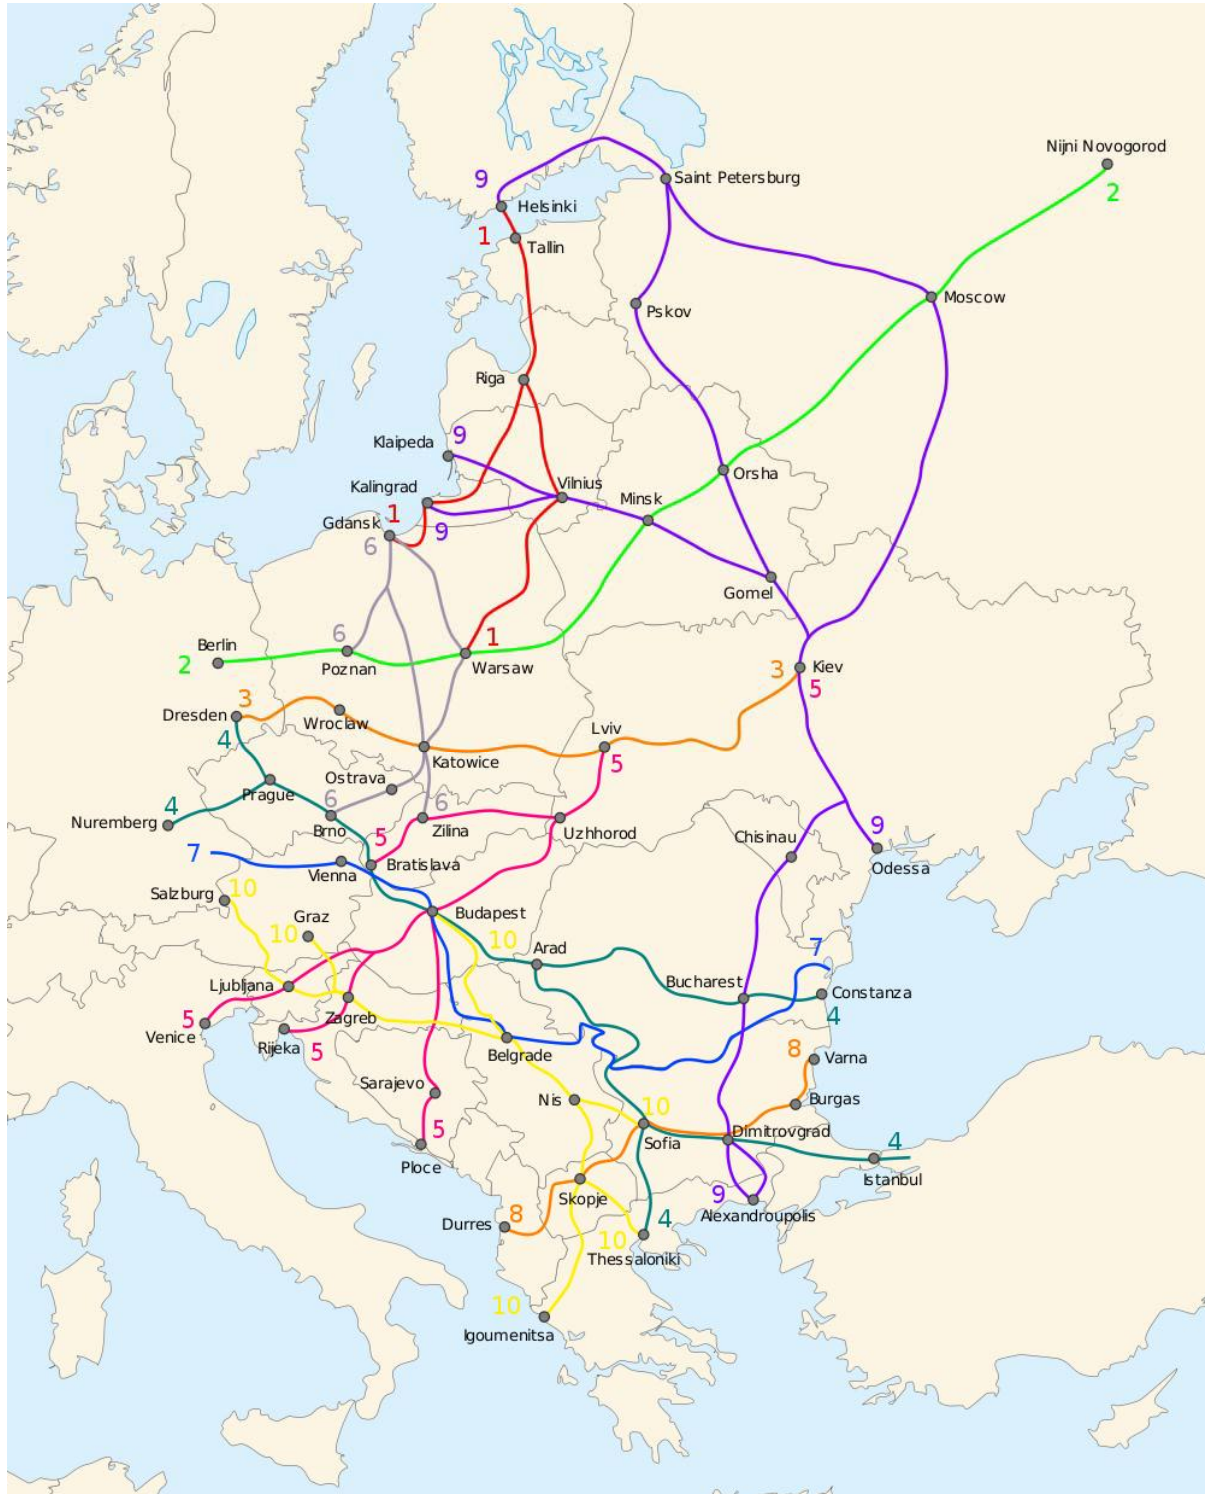 Nijni Novogorod
2
Saint Petersburg
9
Helsinki
1
Tallin
Moscow
Pskov
Riga
Klaipeda
9
Orsha
Vilnius
Kalingrad
Minsk
1
Gdansk
9
6
Gomel
Berlin
6
1
2
Poznan
Warsaw
3
Kiev
5
3
Dresden
Wroclaw
4
Lviv
5
Katowice
Ostrava
Prague
4
6
6
Nuremberg
Brno
Zilina
Uzhhorod
5
Chisinau
9
7
Bratislava
Vienna
Odessa
Salzburg
10
Graz
Budapest
10
10
Arad
7
Ljubljana
Bucharest
Constanza
4
5
Zagreb
Venice
Rijeka
5
Belgrade
8
Varna
Sarajevo
Nis
10
Burgas
5
Sofia
Dimitrovgrad
4
Ploce
Istanbul
Skopje
9
Durres
8
4
Alexandroupolis
10
Thessaloniki
10
Igoumenitsa